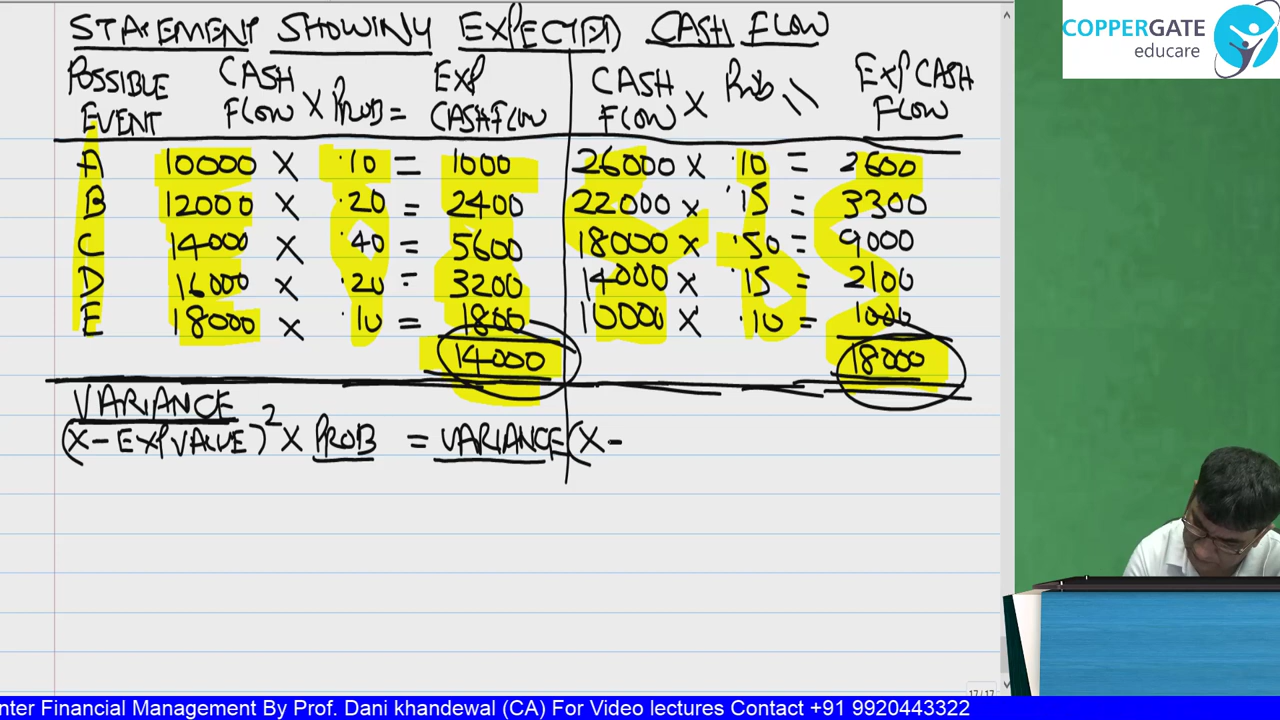 STATEMENT SHOWINY EXPECTED CASH FLOW
POSSIBLE EVENT CASH FLOW X PROB = EXP CASHFLOW CASH FLOW X Prob \\ EXP CASH FLOW
A 10000 X .10 = 1000 26000 X .10 = 2600
B 12000 X .20 = 2400 22000 X .15 = 3300
C 14000 X .40 = 5600 18000 X .50 = 9000
D 16000 X .20 = 3200 14000 X .15 = 2100
E 18000 X .10 = 1800 10000 X .10 = 1000
14000 18000
VARIANCE
(X - EXP VALUE)² X PROB = VARIANCE (X -
COPPERGATE
educare
17/17
nter Financial Management By Prof. Dani khandewal (CA) For Video lectures Contact +91 9920443322